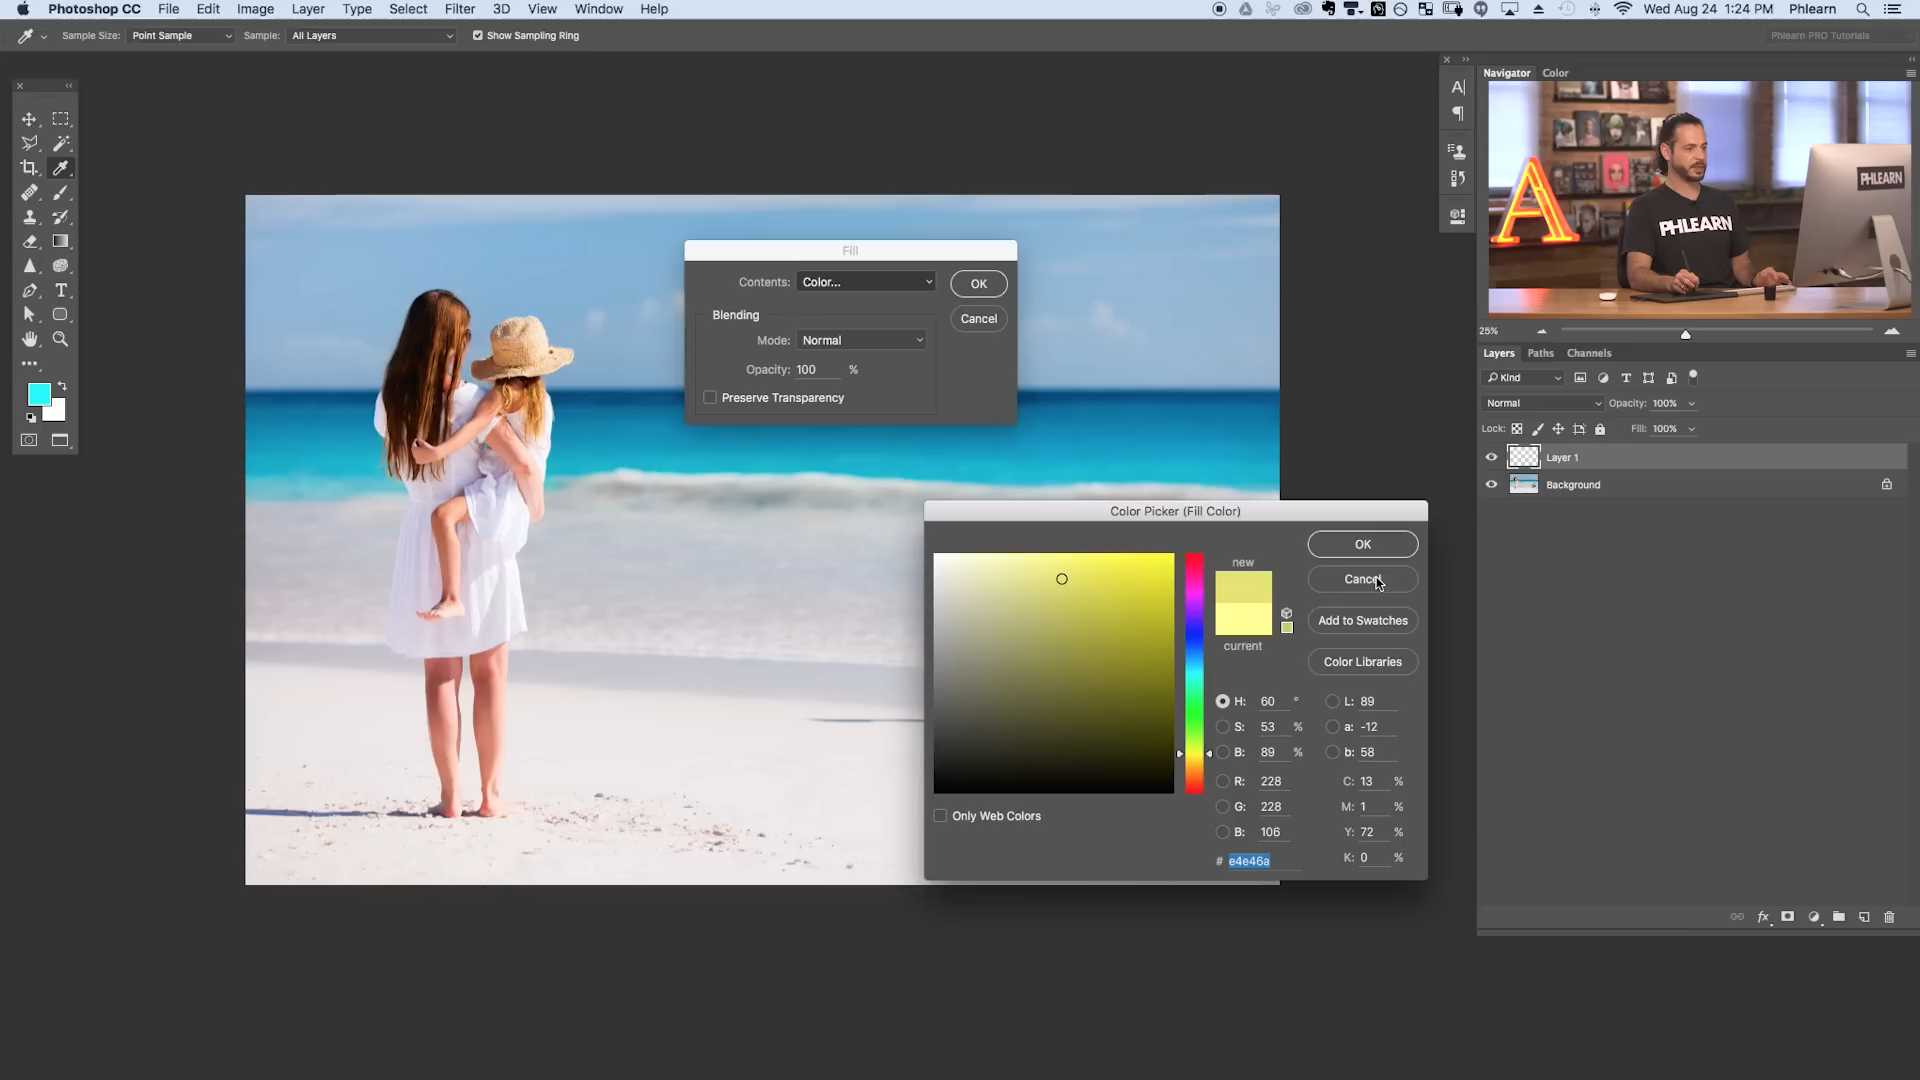 Photoshop CC File Edit Image Layer Type Select Filter 3D View Window Help Wed Aug 24 1:24 PM Phlearn
Sample Size: Point Sample Sample: All Layers Show Sampling Ring Phlearn PRO Tutorials
Navigator Color
A
PHLEARN
PHLEARN
25%
Fill
Contents: Color...
OK
Blending
Cancel
Mode: Normal
Opacity: 100 %
Preserve Transparency
Layers Paths Channels
Kind
Normal Opacity: 100%
Lock: Fill: 100%
Layer 1
Background
Color Picker (Fill Color)
new
current
OK
Cancel
Add to Swatches
Color Libraries
H: 60 ° L: 89
S: 53 % a: -12
B: 89 % b: 58
R: 228 C: 13 %
G: 228 M: 1 %
B: 106 Y: 72 %
# e4e46a K: 0 %
Only Web Colors
fx